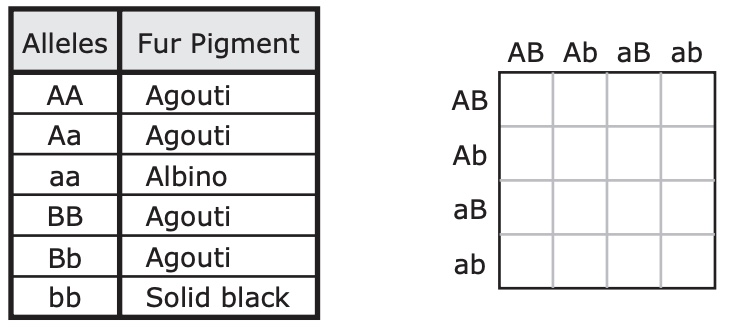 Alleles Fur Pigment
AA Agouti
Aa Agouti
aa Albino
BB Agouti
Bb Agouti
bb Solid black
AB Ab aB ab
AB
Ab
aB
ab